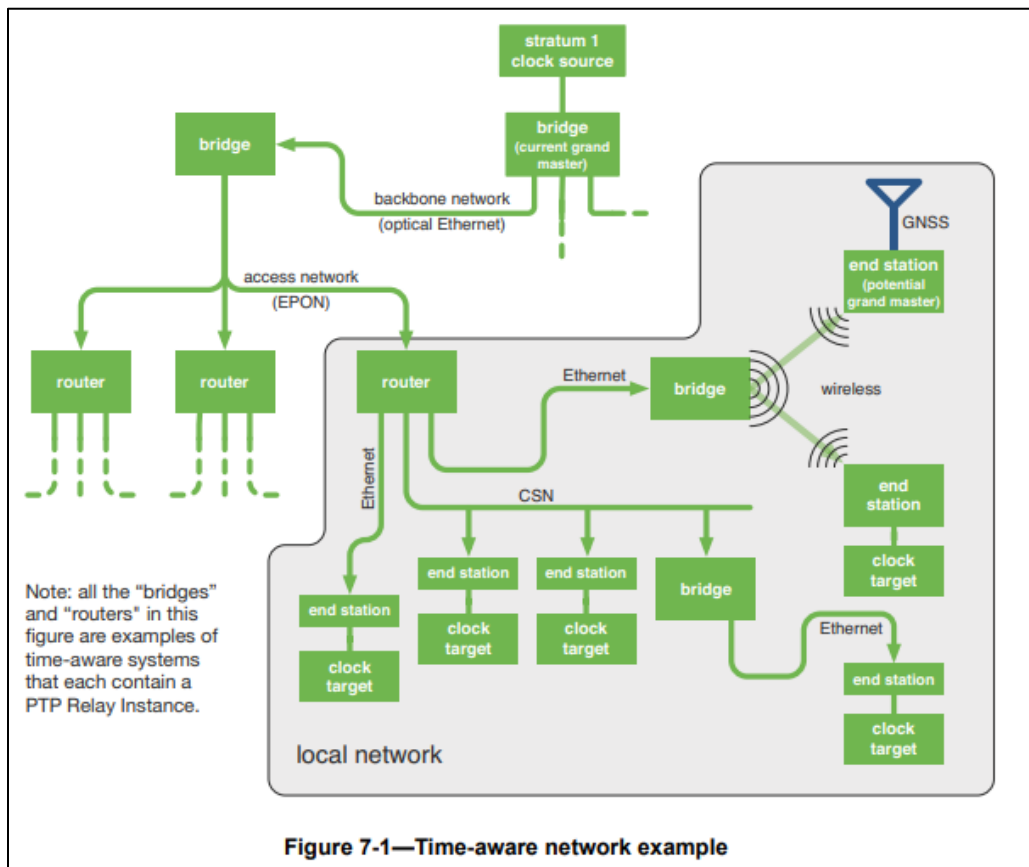 stratum 1
clock source
bridge
(current grand
master)
bridge
backbone network
(optical Ethernet)
GNSS
end station
(potential
grand master)
access network
(EPON)
router
router
router
Ethernet
bridge
wireless
Ethernet
CSN
end
station
clock
target
end station
clock
target
end station
clock
target
bridge
end station
clock
target
Ethernet
end station
clock
target
Note: all the “bridges”
and “routers" in this
figure are examples of
time-aware systems
that each contain a
PTP Relay Instance.
local network
Figure 7-1—Time-aware network example